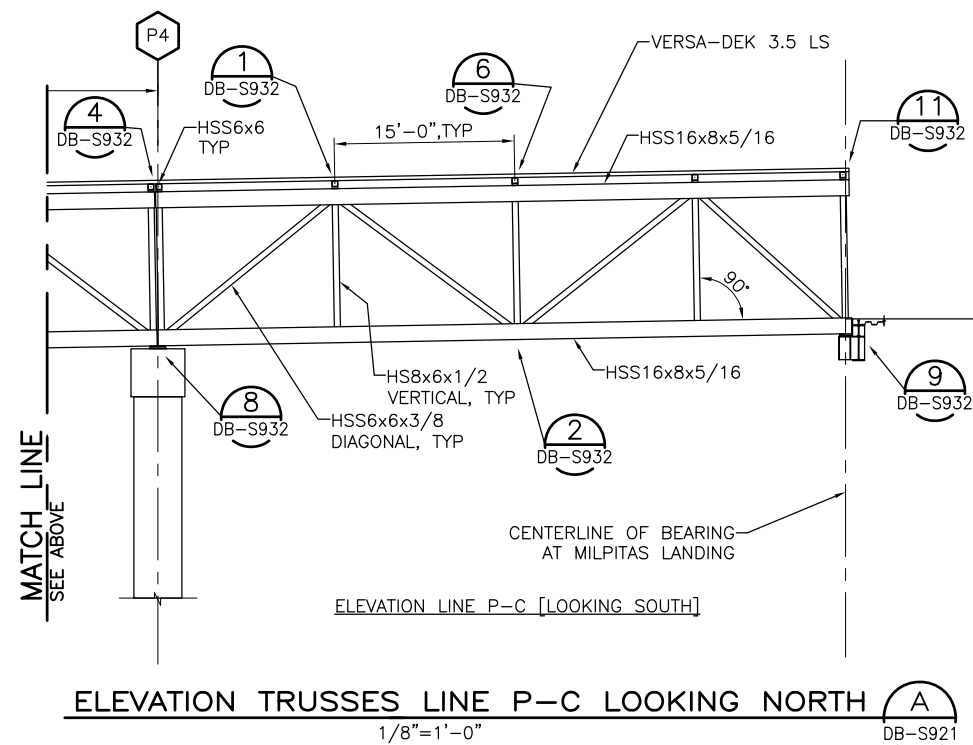 P4
1
DB-S932
6
DB-S932
VERSA-DEK 3.5 LS
4
DB-S932
HSS6x6
TYP
15'-0",TYP
HSS16x8x5/16
11
DB-S932
90°
HS8x6x1/2
VERTICAL, TYP
HSS16x8x5/16
8
DB-S932
HSS6x6x3/8
DIAGONAL, TYP
2
DB-S932
9
DB-S932
MATCH LINE
SEE ABOVE
CENTERLINE OF BEARING
AT MILPITAS LANDING
ELEVATION LINE P-C [LOOKING SOUTH]
ELEVATION TRUSSES LINE P-C LOOKING NORTH
1/8"=1'-0"
A
DB-S921